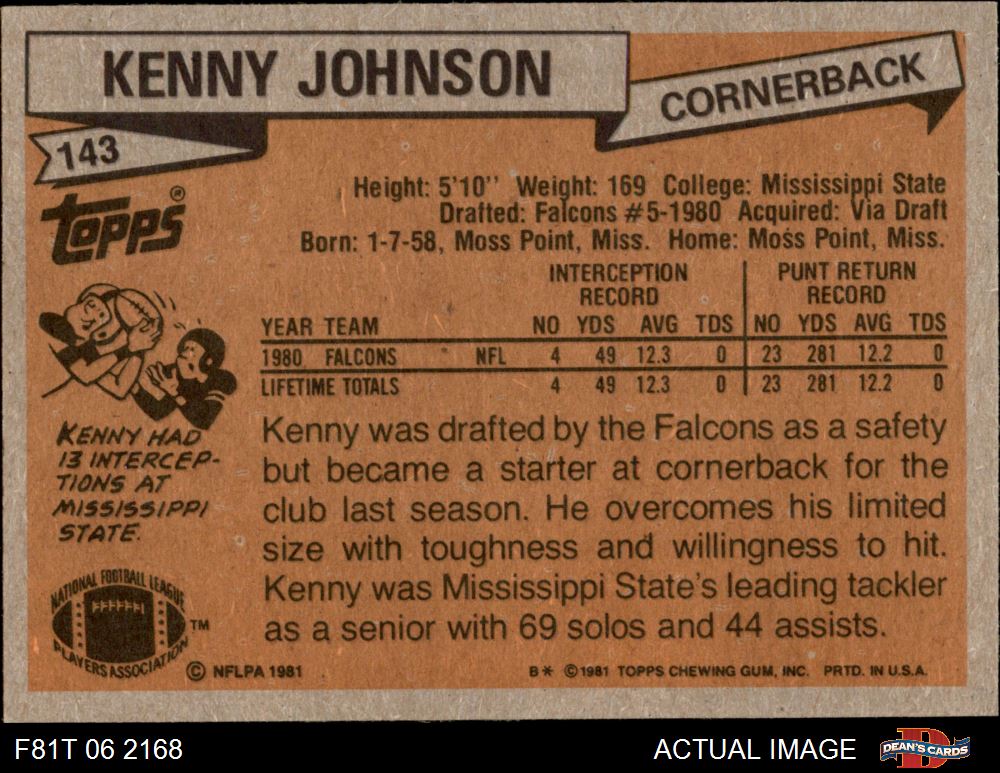 KENNY JOHNSON
CORNERBACK
143
TOPPS®
Height: 5'10'' Weight: 169 College: Mississippi State
Drafted: Falcons #5-1980 Acquired: Via Draft
Born: 1-7-58, Moss Point, Miss. Home: Moss Point, Miss.
INTERCEPTION RECORD PUNT RETURN RECORD
YEAR TEAM NO YDS AVG TDS NO YDS AVG TDS
1980 FALCONS NFL 4 49 12.3 0 23 281 12.2 0
LIFETIME TOTALS 4 49 12.3 0 23 281 12.2 0
KENNY HAD
13 INTERCEP-
TIONS AT
MISSISSIPPI
STATE.
Kenny was drafted by the Falcons as a safety
but became a starter at cornerback for the
club last season. He overcomes his limited
size with toughness and willingness to hit.
Kenny was Mississippi State's leading tackler
as a senior with 69 solos and 44 assists.
NATIONAL FOOTBALL LEAGUE
PLAYERS ASSOCIATION
TM
© NFLPA 1981
B* ©1981 TOPPS CHEWING GUM, INC. PRTD. IN U.S.A.
F81T 06 2168
ACTUAL IMAGE
DEAN'S CARDS